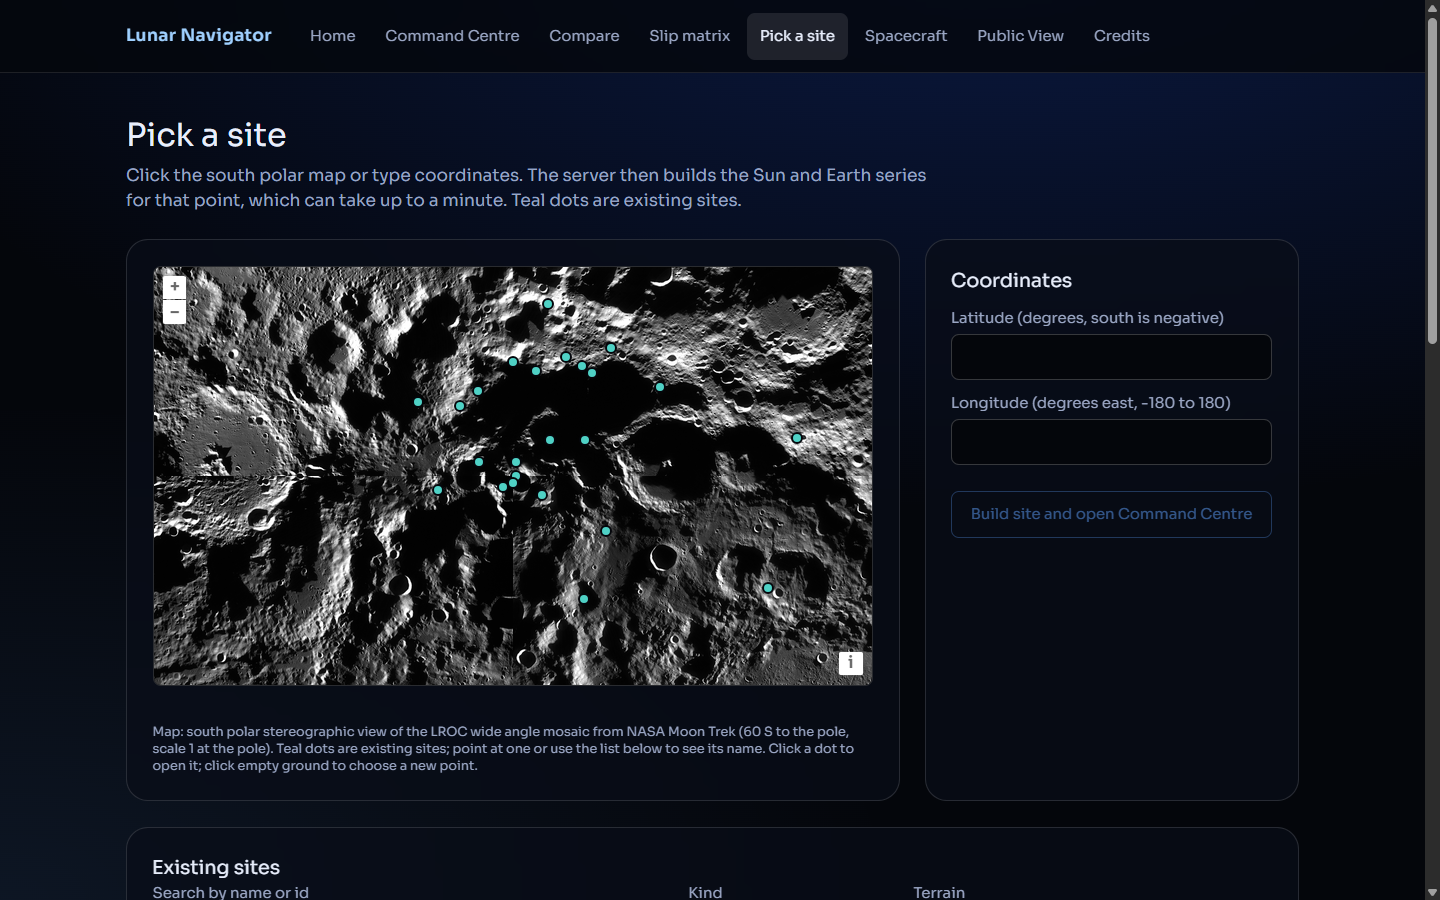 Lunar Navigator Home Command Centre Compare Slip matrix Pick a site Spacecraft Public View Credits
Pick a site
Click the south polar map or type coordinates. The server then builds the Sun and Earth series
for that point, which can take up to a minute. Teal dots are existing sites.
+
−
i
Map: south polar stereographic view of the LROC wide angle mosaic from NASA Moon Trek (60 S to the pole,
scale 1 at the pole). Teal dots are existing sites; point at one or use the list below to see its name. Click a dot to
open it; click empty ground to choose a new point.
Coordinates
Latitude (degrees, south is negative)
Longitude (degrees east, -180 to 180)
Build site and open Command Centre
Existing sites
Search by name or id Kind Terrain